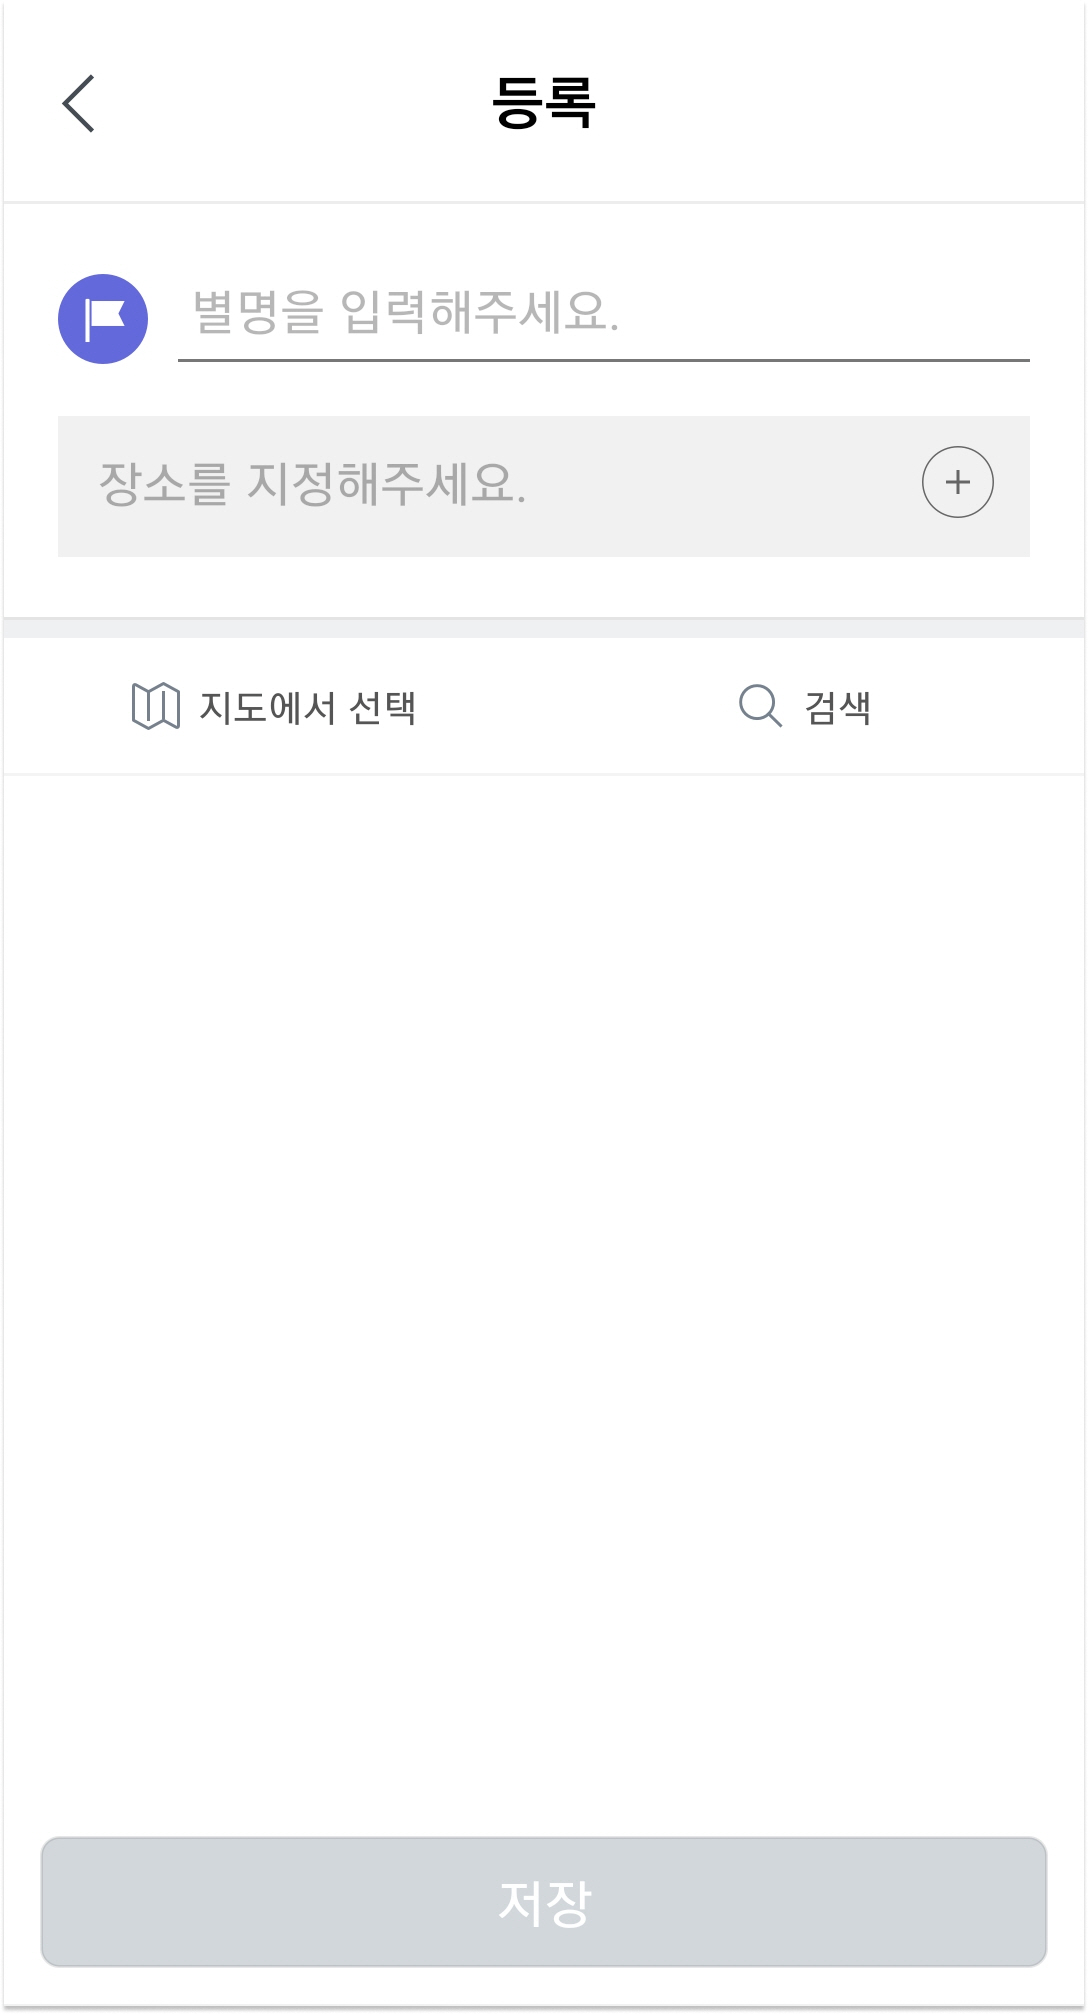 등록
별명을 입력해주세요.
장소를 지정해주세요.
지도에서 선택
검색
저장